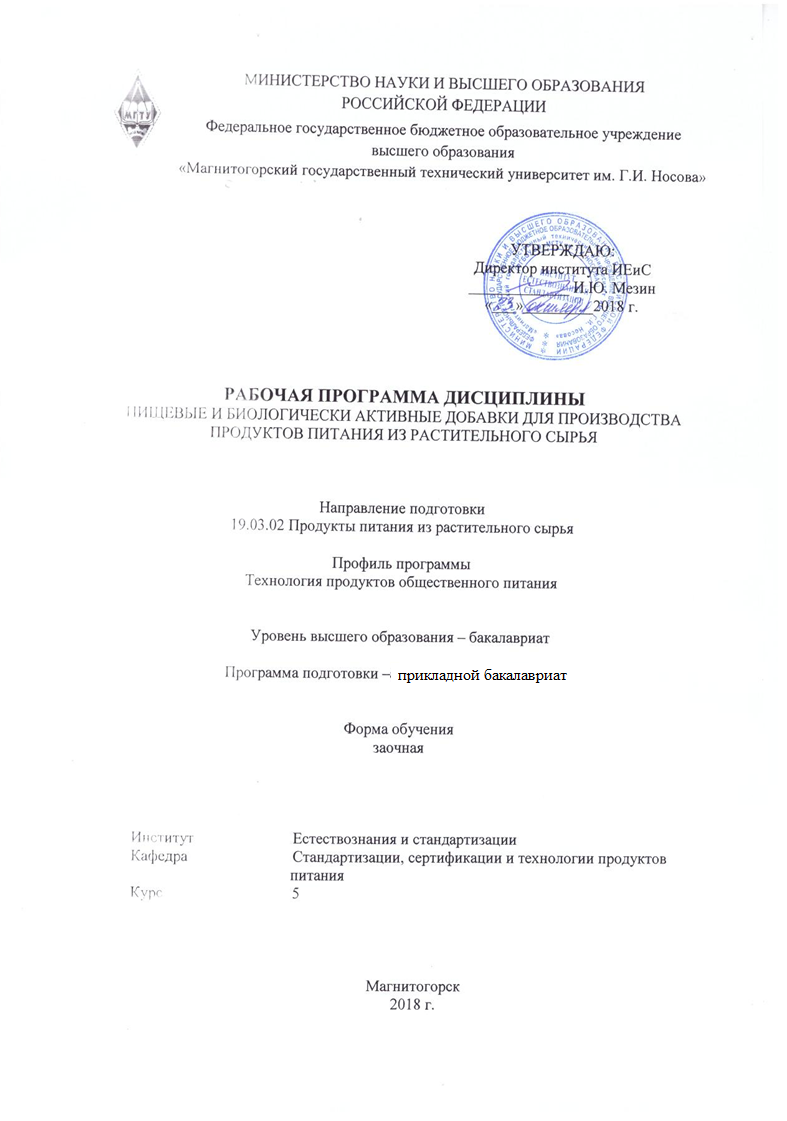 МГТУ
МИНИСТЕРСТВО НАУКИ И ВЫСШЕГО ОБРАЗОВАНИЯ
РОССИЙСКОЙ ФЕДЕРАЦИИ
Федеральное государственное бюджетное образовательное учреждение
высшего образования
«Магнитогорский государственный технический университет им. Г.И. Носова»
УТВЕРЖДАЮ:
Директор института ИЕиС
И.Ю. Мезин
«23» 2018 г.
РАБОЧАЯ ПРОГРАММА ДИСЦИПЛИНЫ
ПИЩЕВЫЕ И БИОЛОГИЧЕСКИ АКТИВНЫЕ ДОБАВКИ ДЛЯ ПРОИЗВОДСТВА
ПРОДУКТОВ ПИТАНИЯ ИЗ РАСТИТЕЛЬНОГО СЫРЬЯ
Направление подготовки
19.03.02 Продукты питания из растительного сырья
Профиль программы
Технология продуктов общественного питания
Уровень высшего образования – бакалавриат
Программа подготовки – прикладной бакалавриат
Форма обучения
заочная
Институт Естествознания и стандартизации
Кафедра Стандартизации, сертификации и технологии продуктов
питания
Курс 5
Магнитогорск
2018 г.